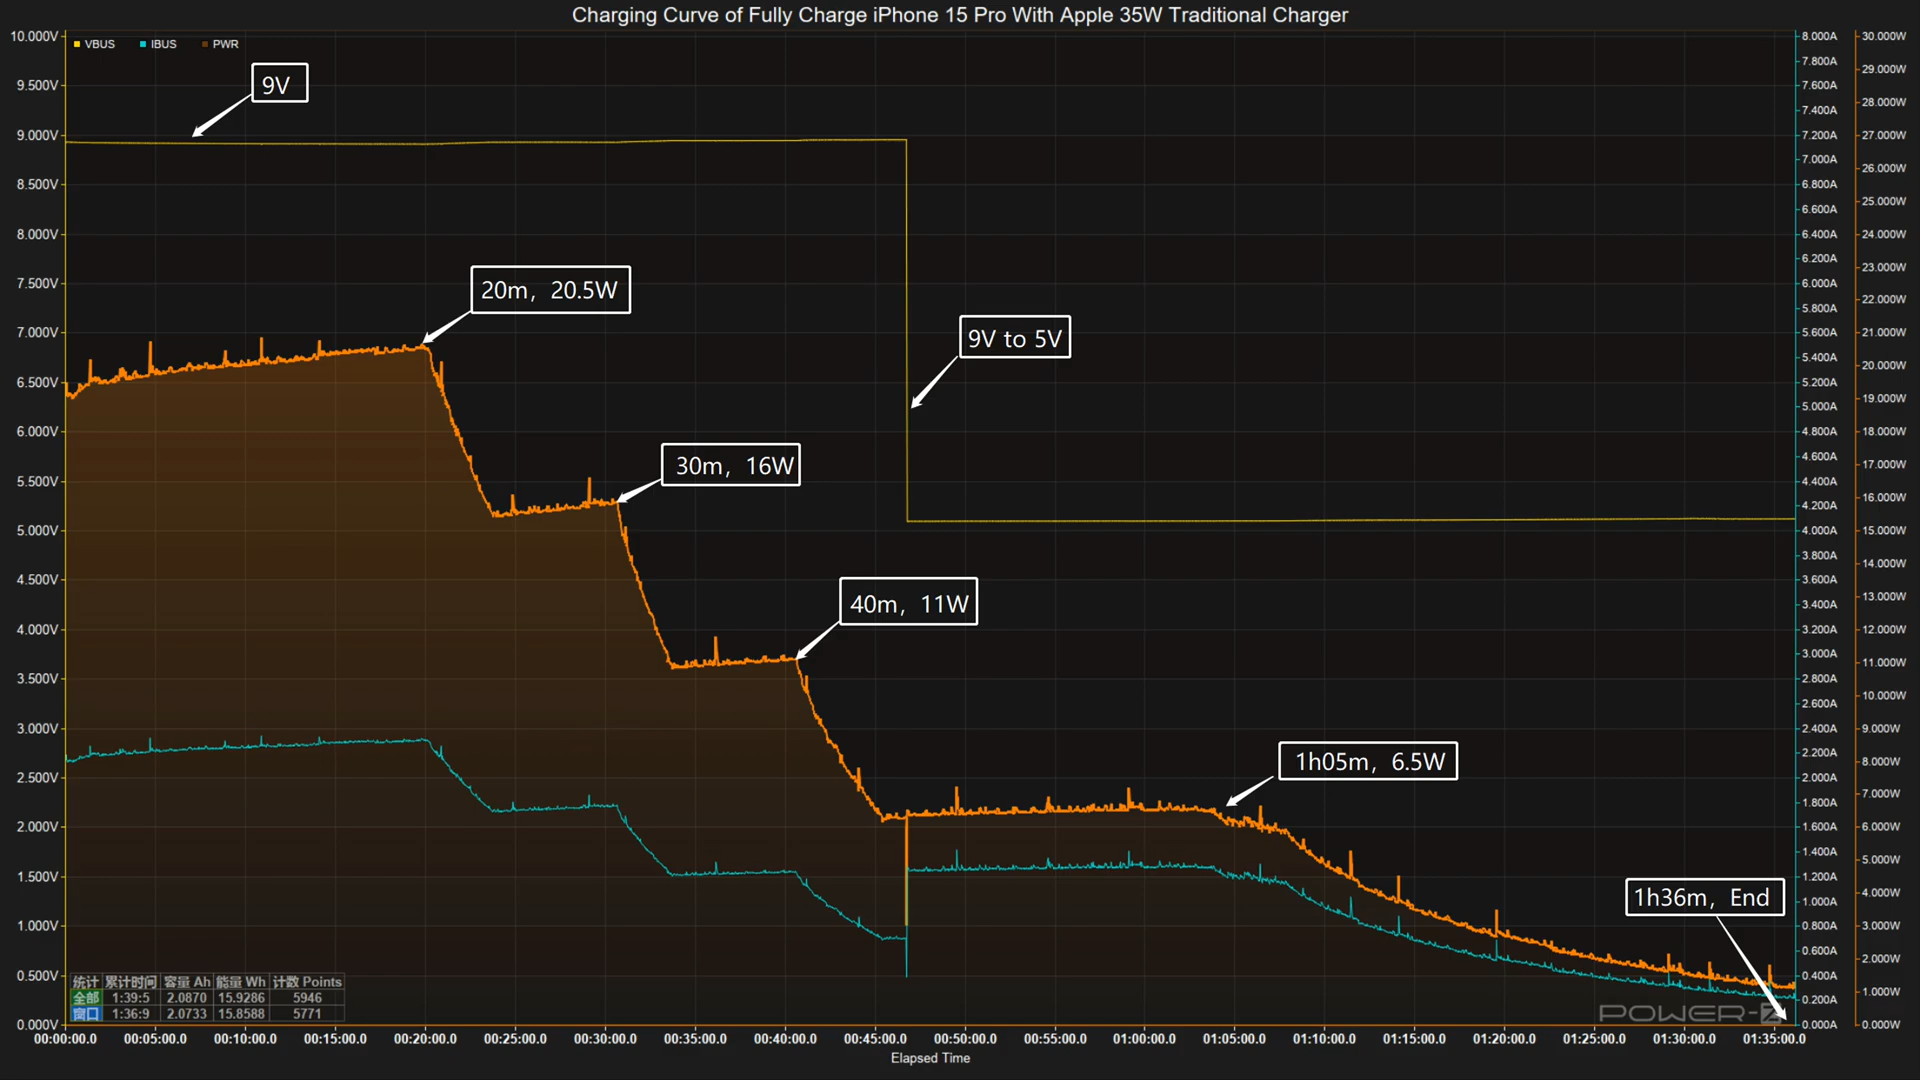 Charging Curve of Fully Charge iPhone 15 Pro With Apple 35W Traditional Charger
VBUS IBUS PWR
10.000V
9.500V
9.000V
8.500V
8.000V
7.500V
7.000V
6.500V
6.000V
5.500V
5.000V
4.500V
4.000V
3.500V
3.000V
2.500V
2.000V
1.500V
1.000V
0.500V
0.000V
9V
20m, 20.5W
9V to 5V
30m, 16W
40m, 11W
1h05m, 6.5W
1h36m, End
统计 累计时间 容量 Ah 能量 Wh 计数 Points
全部 1:39:5 2.0870 15.9286 5946
窗口 1:36:9 2.0733 15.8588 5771
POWER-Z
8.000A
7.800A
7.600A
7.400A
7.200A
7.000A
6.800A
6.600A
6.400A
6.200A
6.000A
5.800A
5.600A
5.400A
5.200A
5.000A
4.800A
4.600A
4.400A
4.200A
4.000A
3.800A
3.600A
3.400A
3.200A
3.000A
2.800A
2.600A
2.400A
2.200A
2.000A
1.800A
1.600A
1.400A
1.200A
1.000A
0.800A
0.600A
0.400A
0.200A
0.000A
30.000W
29.000W
28.000W
27.000W
26.000W
25.000W
24.000W
23.000W
22.000W
21.000W
20.000W
19.000W
18.000W
17.000W
16.000W
15.000W
14.000W
13.000W
12.000W
11.000W
10.000W
9.000W
8.000W
7.000W
6.000W
5.000W
4.000W
3.000W
2.000W
1.000W
0.000W
00:00:00.0 00:05:00.0 00:10:00.0 00:15:00.0 00:20:00.0 00:25:00.0 00:30:00.0 00:35:00.0 00:40:00.0 00:45:00.0 00:50:00.0 00:55:00.0 01:00:00.0 01:05:00.0 01:10:00.0 01:15:00.0 01:20:00.0 01:25:00.0 01:30:00.0 01:35:00.0
Elapsed Time